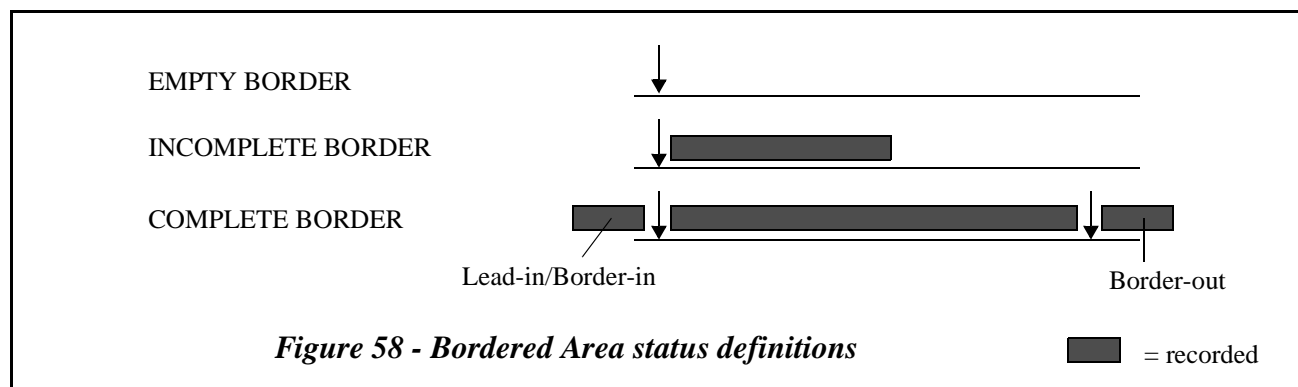 EMPTY BORDER
INCOMPLETE BORDER
COMPLETE BORDER
Lead-in/Border-in
Border-out
Figure 58 - Bordered Area status definitions
= recorded